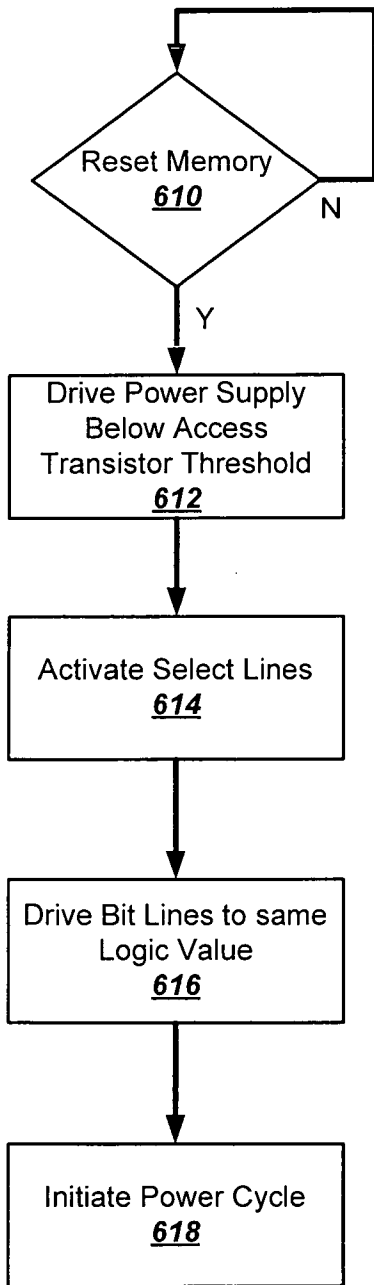 Reset Memory
610
N
Y
Drive Power Supply
Below Access
Transistor Threshold
612
Activate Select Lines
614
Drive Bit Lines to same
Logic Value
616
Initiate Power Cycle
618